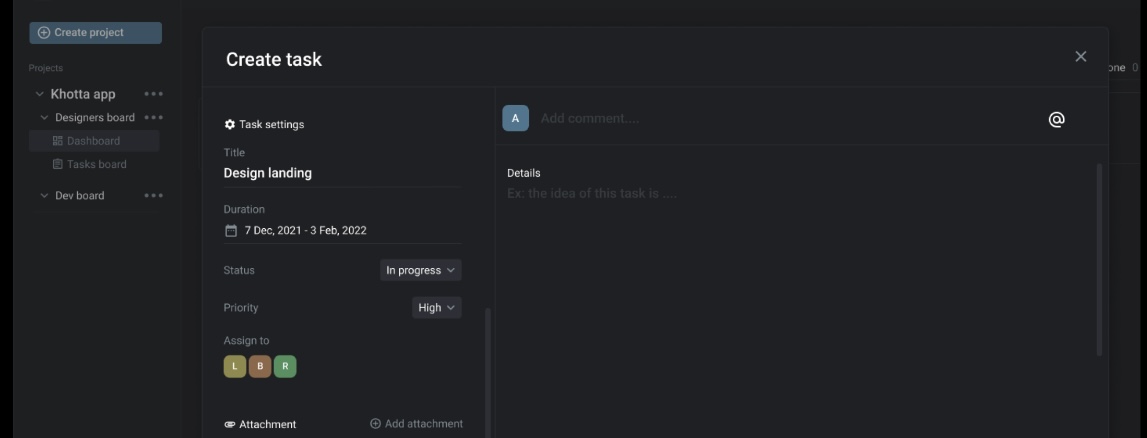 Create project
Projects
Khotta app
Designers board
Dashboard
Tasks board
Dev board
Create task
one 0
Task settings
Title
Design landing
Duration
7 Dec, 2021 - 3 Feb, 2022
Status
In progress
Priority
High
Assign to
L B R
Attachment
Add attachment
A
Add comment....
@
Details
Ex: the idea of this task is ....